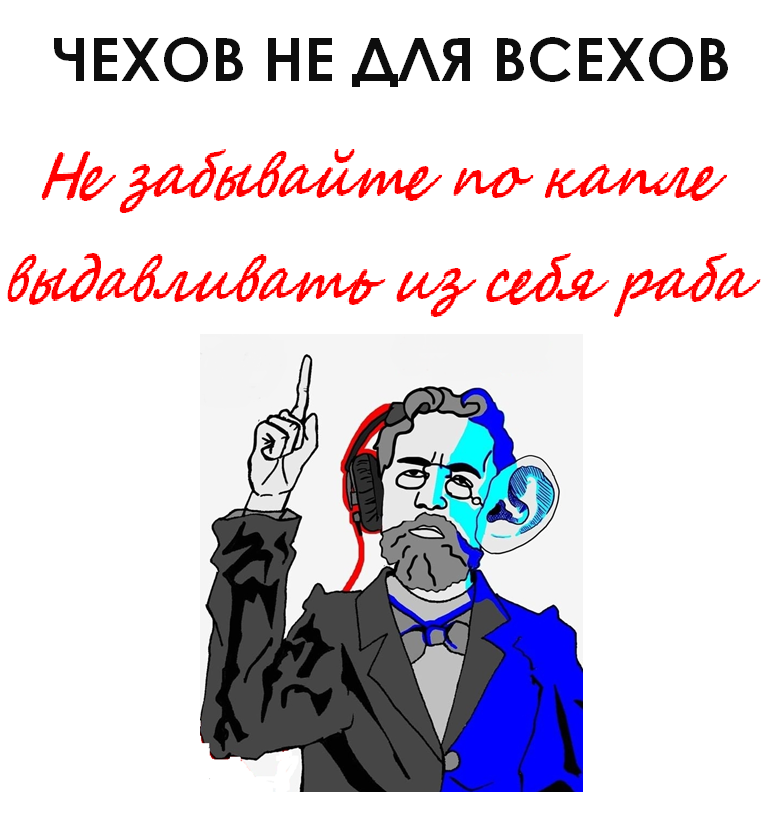 ЧЕХОВ НЕ ДЛЯ ВСЕХОВ
Не забывайте по капле
выдавливать из себя раба